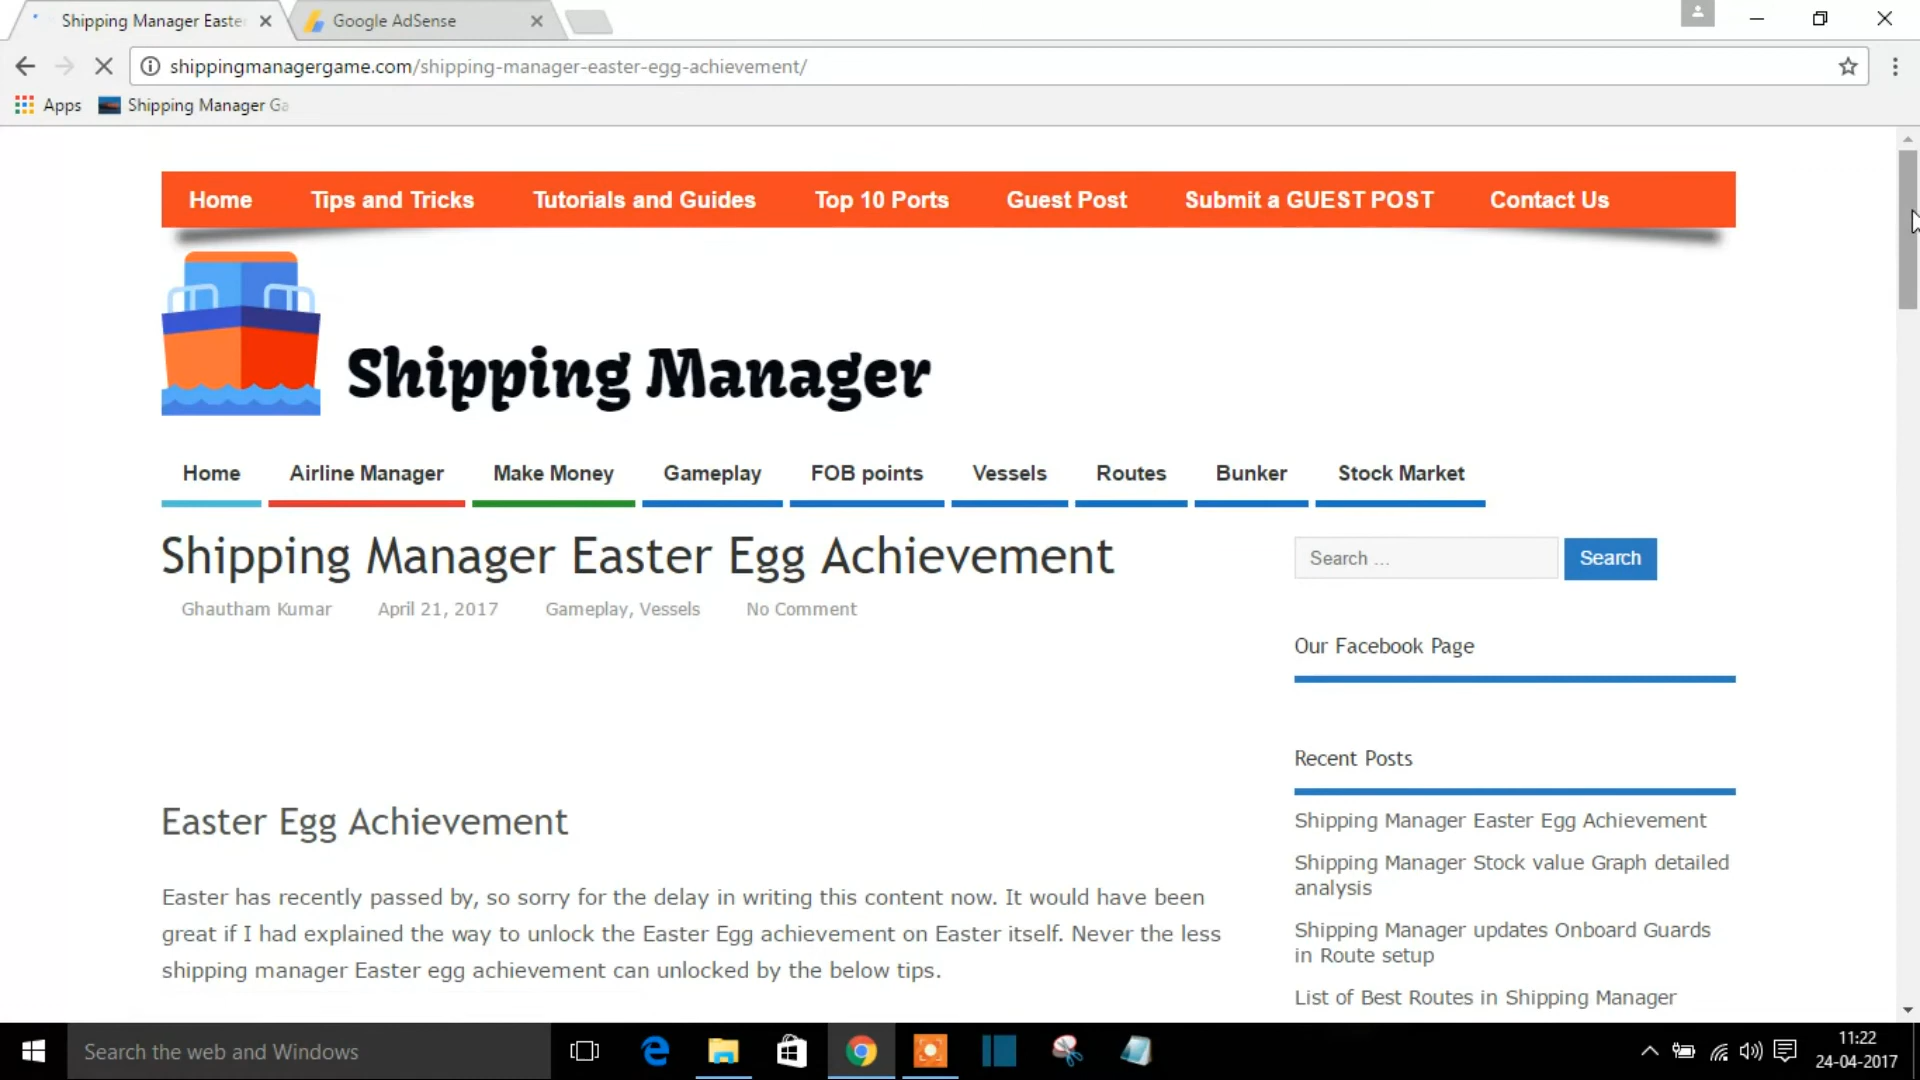 Shipping Manager Easte
Google AdSense
shippingmanagergame.com/shipping-manager-easter-egg-achievement/
Apps
Shipping Manager Ga
Home
Tips and Tricks
Tutorials and Guides
Top 10 Ports
Guest Post
Submit a GUEST POST
Contact Us
Shipping Manager
Home
Airline Manager
Make Money
Gameplay
FOB points
Vessels
Routes
Bunker
Stock Market
Shipping Manager Easter Egg Achievement
Ghautham Kumar
April 21, 2017
Gameplay, Vessels
No Comment
Easter Egg Achievement
Easter has recently passed by, so sorry for the delay in writing this content now. It would have been
great if I had explained the way to unlock the Easter Egg achievement on Easter itself. Never the less
shipping manager Easter egg achievement can unlocked by the below tips.
Search ...
Search
Our Facebook Page
Recent Posts
Shipping Manager Easter Egg Achievement
Shipping Manager Stock value Graph detailed
analysis
Shipping Manager updates Onboard Guards
in Route setup
List of Best Routes in Shipping Manager
Search the web and Windows
11:22
24-04-2017